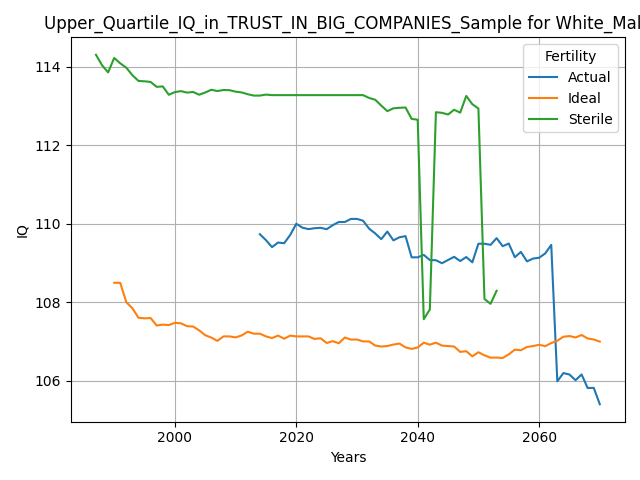 Upper_Quartile_IQ_in_TRUST_IN_BIG_COMPANIES_Sample for White_Mal
Fertility
Actual
Ideal
Sterile
114
112
110
108
106
IQ
2000 2020 2040 2060
Years